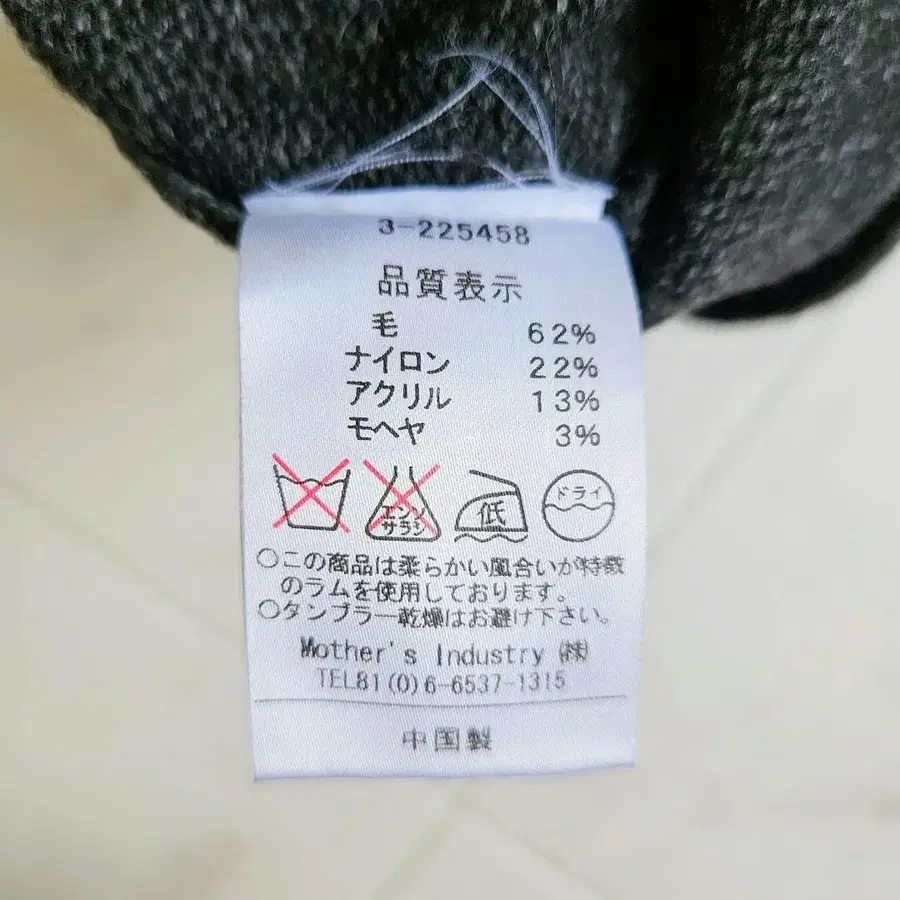 3-225458
品質表示
毛 62%
ナイロン 22%
アクリル 13%
モヘヤ 3%
エンソ
サラシ
低
ドライ
○この商品は柔らかい風合いが特徴
のラムを使用しております。
○タンブラー乾燥はお避け下さい。
Mother's Industry ㈱
TEL81(0)6-6537-1315
中国製